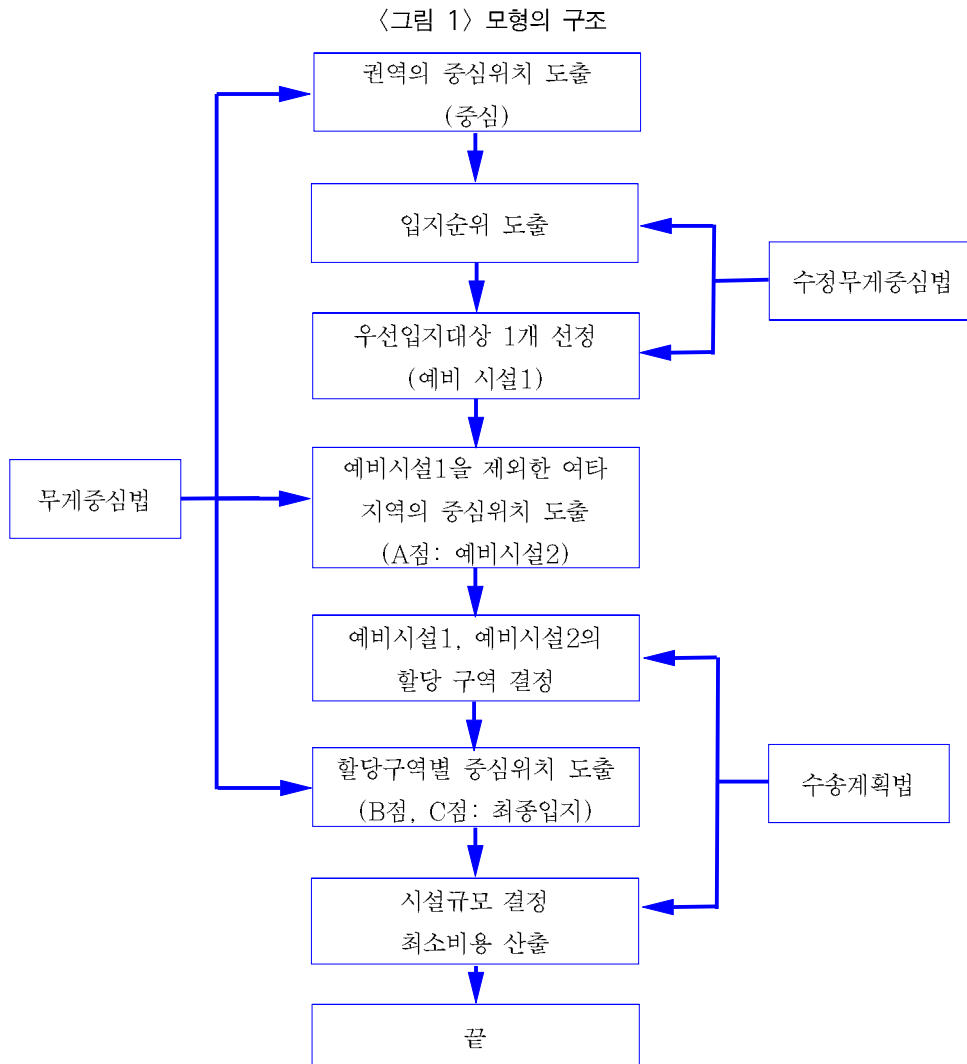 〈그림 1〉 모형의 구조
권역의 중심위치 도출
(중심)
입지순위 도출
수정무게중심법
우선입지대상 1개 선정
(예비 시설1)
예비시설1을 제외한 여타
지역의 중심위치 도출
(A점: 예비시설2)
무게중심법
예비시설1, 예비시설2의
할당 구역 결정
할당구역별 중심위치 도출
(B점, C점: 최종입지)
수송계획법
시설규모 결정
최소비용 산출
끝